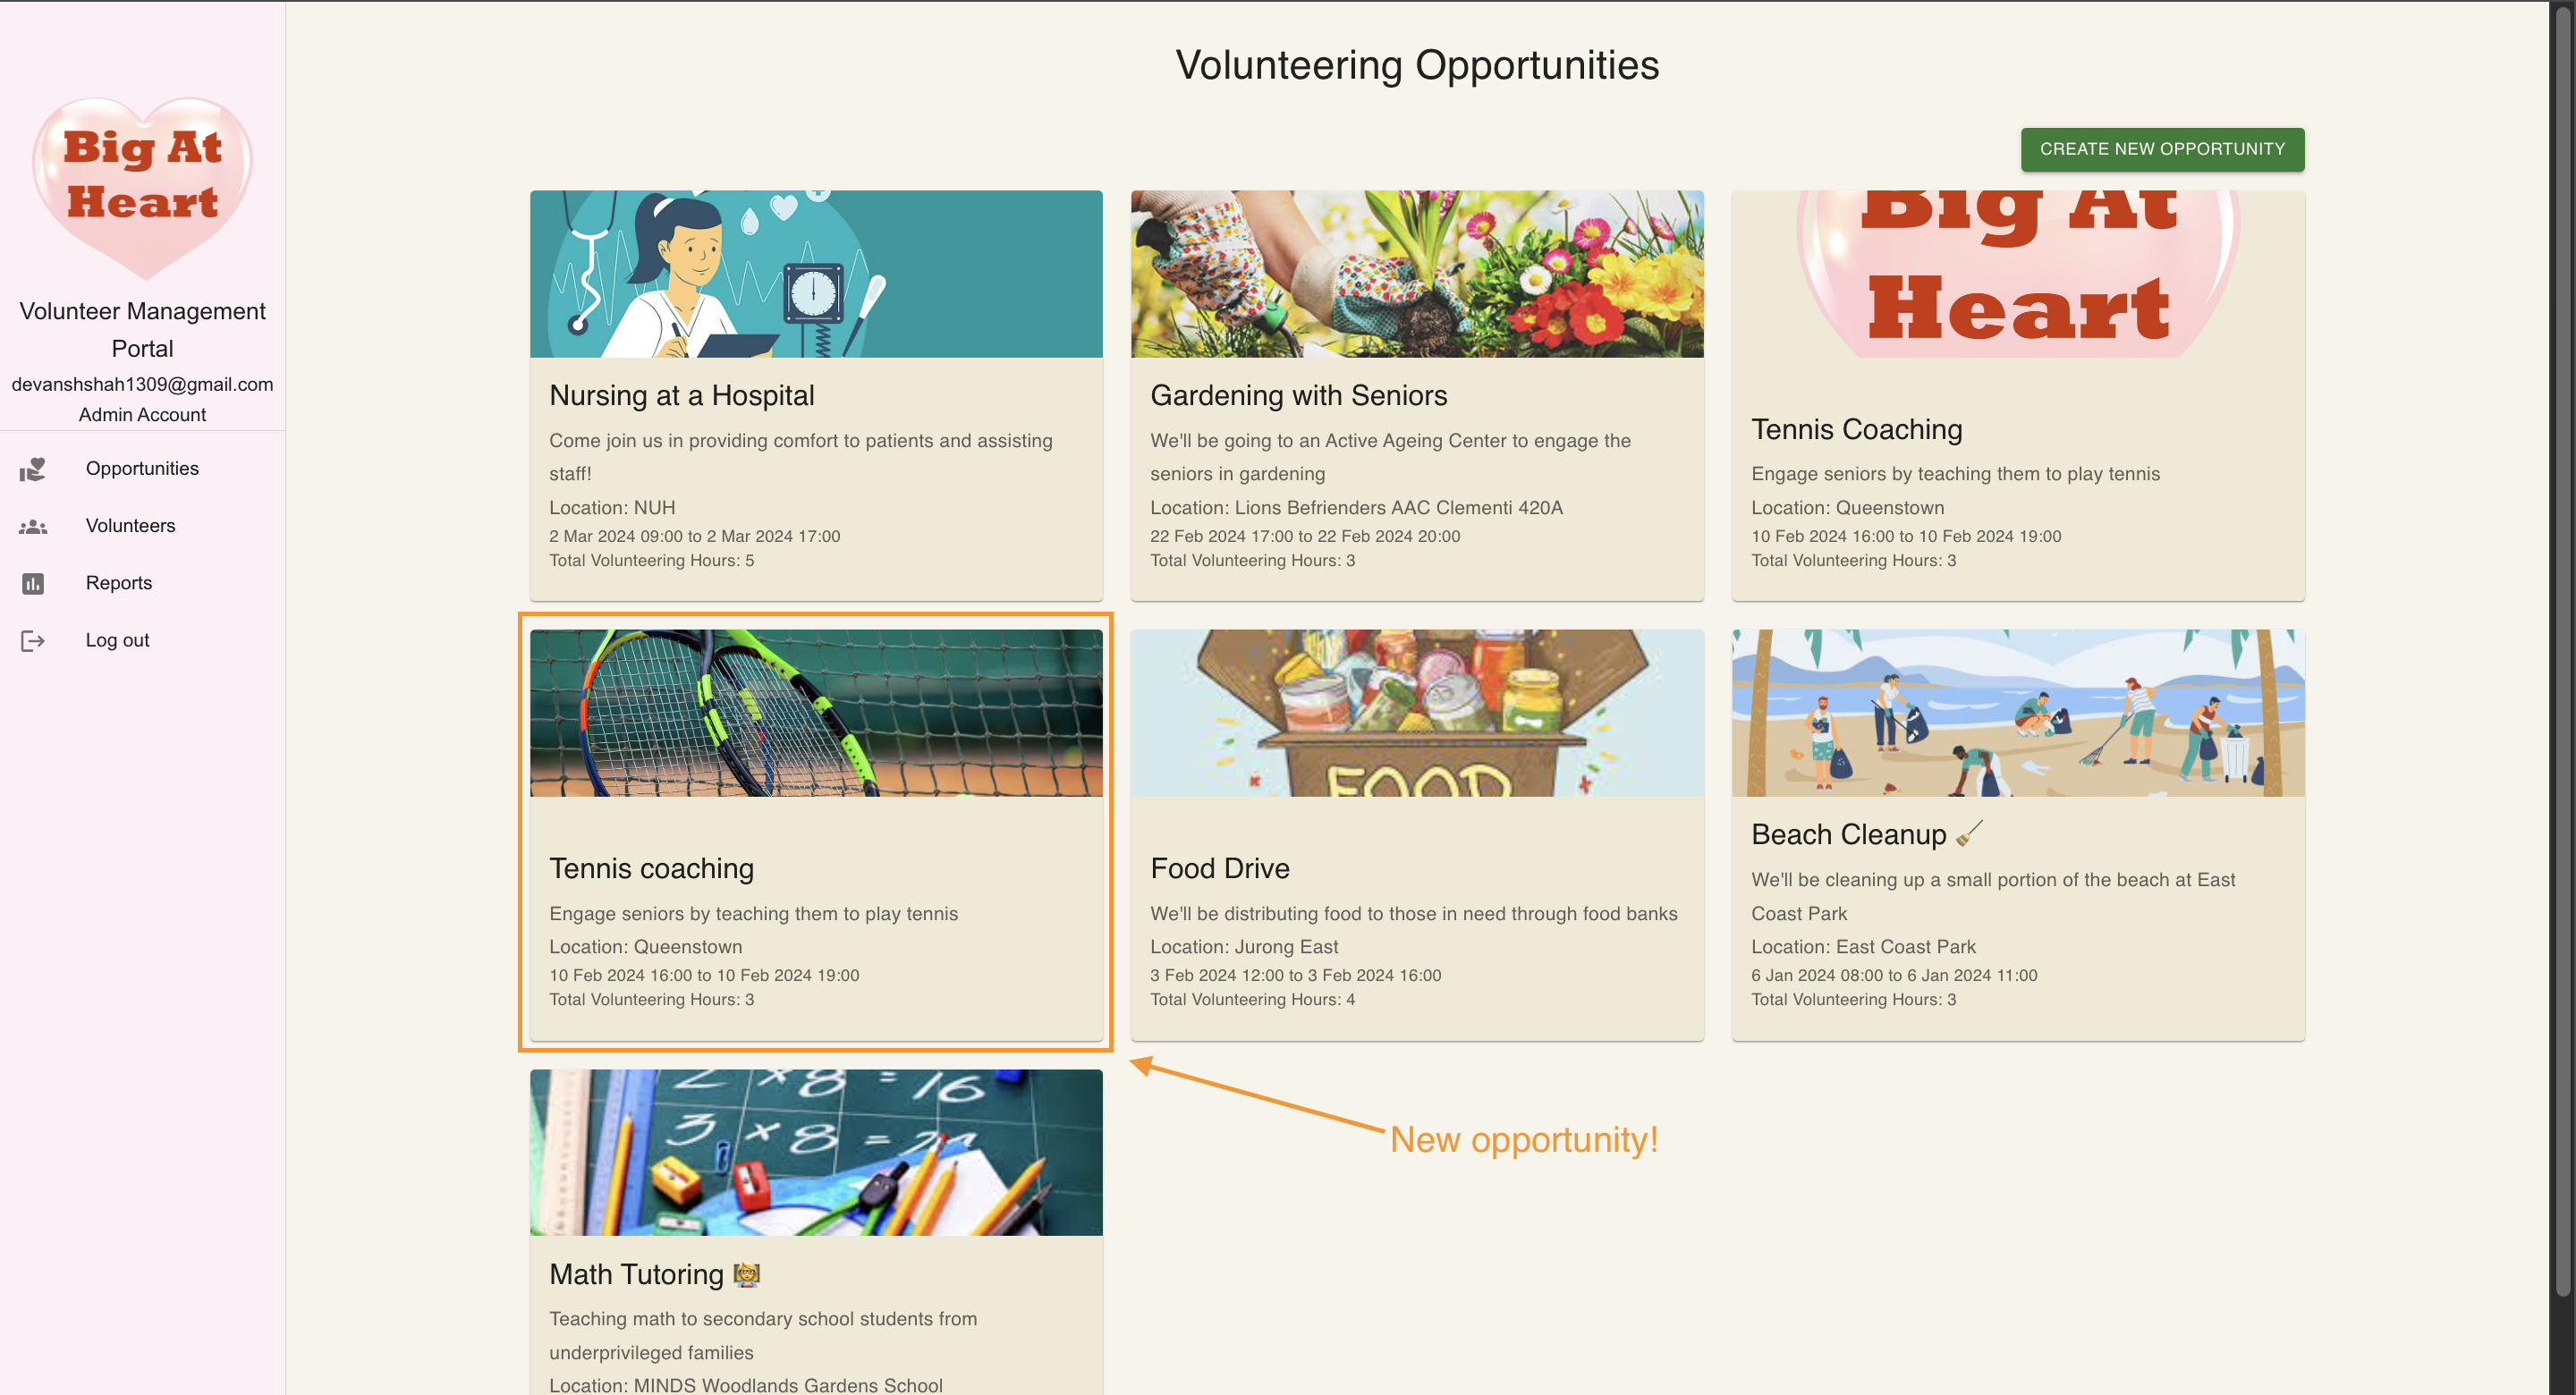 Big At
Heart
Volunteer Management
Portal
devanshshah1309@gmail.com
Admin Account
Opportunities
Volunteers
Reports
Log out
Volunteering Opportunities
CREATE NEW OPPORTUNITY
Nursing at a Hospital
Come join us in providing comfort to patients and assisting
staff!
Location: NUH
2 Mar 2024 09:00 to 2 Mar 2024 17:00
Total Volunteering Hours: 5
Gardening with Seniors
We'll be going to an Active Ageing Center to engage the
seniors in gardening
Location: Lions Befrienders AAC Clementi 420A
22 Feb 2024 17:00 to 22 Feb 2024 20:00
Total Volunteering Hours: 3
Big At
Heart
Tennis Coaching
Engage seniors by teaching them to play tennis
Location: Queenstown
10 Feb 2024 16:00 to 10 Feb 2024 19:00
Total Volunteering Hours: 3
Tennis coaching
Engage seniors by teaching them to play tennis
Location: Queenstown
10 Feb 2024 16:00 to 10 Feb 2024 19:00
Total Volunteering Hours: 3
FOOD
Food Drive
We'll be distributing food to those in need through food banks
Location: Jurong East
3 Feb 2024 12:00 to 3 Feb 2024 16:00
Total Volunteering Hours: 4
Beach Cleanup 🧹
We'll be cleaning up a small portion of the beach at East
Coast Park
Location: East Coast Park
6 Jan 2024 08:00 to 6 Jan 2024 11:00
Total Volunteering Hours: 3
New opportunity!
2 × 8 = 16
3 × 8 =
Math Tutoring 👩‍🏫
Teaching math to secondary school students from
underprivileged families
Location: MINDS Woodlands Gardens School